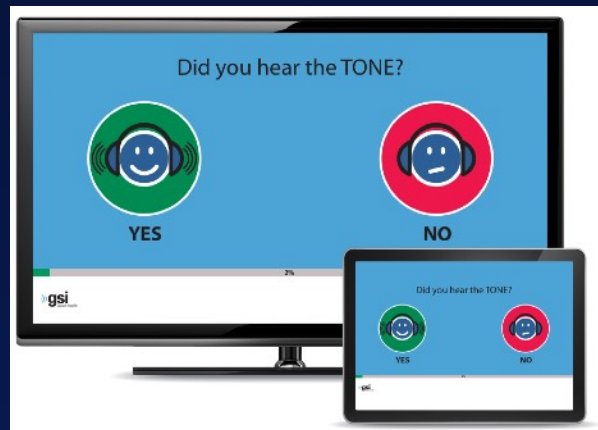 Did you hear the TONE?
YES
NO
2%
gsi
Did you hear the TONE?
YES
NO
gsi